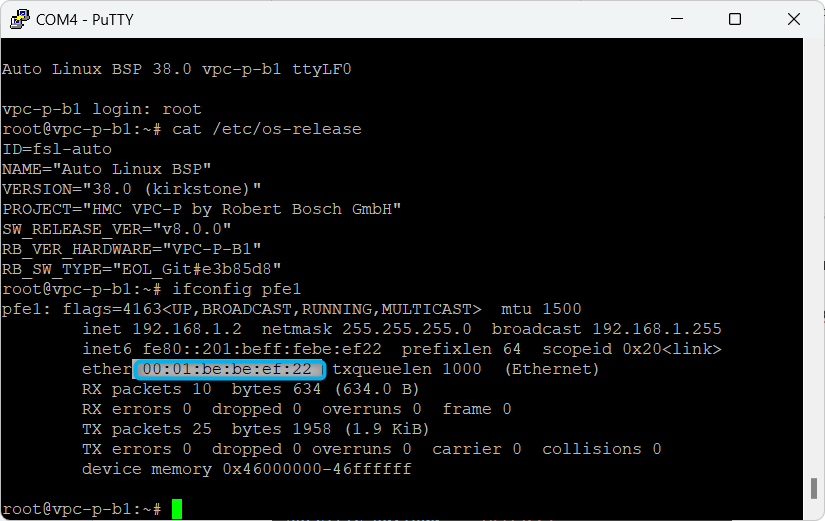 COM4 - PuTTY
Auto Linux BSP 38.0 vpc-p-b1 ttyLF0
vpc-p-b1 login: root
root@vpc-p-b1:~# cat /etc/os-release
ID=fsl-auto
NAME="Auto Linux BSP"
VERSION="38.0 (kirkstone)"
PROJECT="HMC VPC-P by Robert Bosch GmbH"
SW_RELEASE_VER="v8.0.0"
RB_VER_HARDWARE="VPC-P-B1"
RB_SW_TYPE="EOL_Git#e3b85d8"
root@vpc-p-b1:~# ifconfig pfe1
pfe1: flags=4163<UP,BROADCAST,RUNNING,MULTICAST>  mtu 1500
        inet 192.168.1.2  netmask 255.255.255.0  broadcast 192.168.1.255
        inet6 fe80::201:beff:febe:ef22  prefixlen 64  scopeid 0x20<link>
        ether 00:01:be:be:ef:22  txqueuelen 1000  (Ethernet)
        RX packets 10  bytes 634 (634.0 B)
        RX errors 0  dropped 0  overruns 0  frame 0
        TX packets 25  bytes 1958 (1.9 KiB)
        TX errors 0  dropped 0 overruns 0  carrier 0  collisions 0
        device memory 0x46000000-46ffffff
root@vpc-p-b1:~#